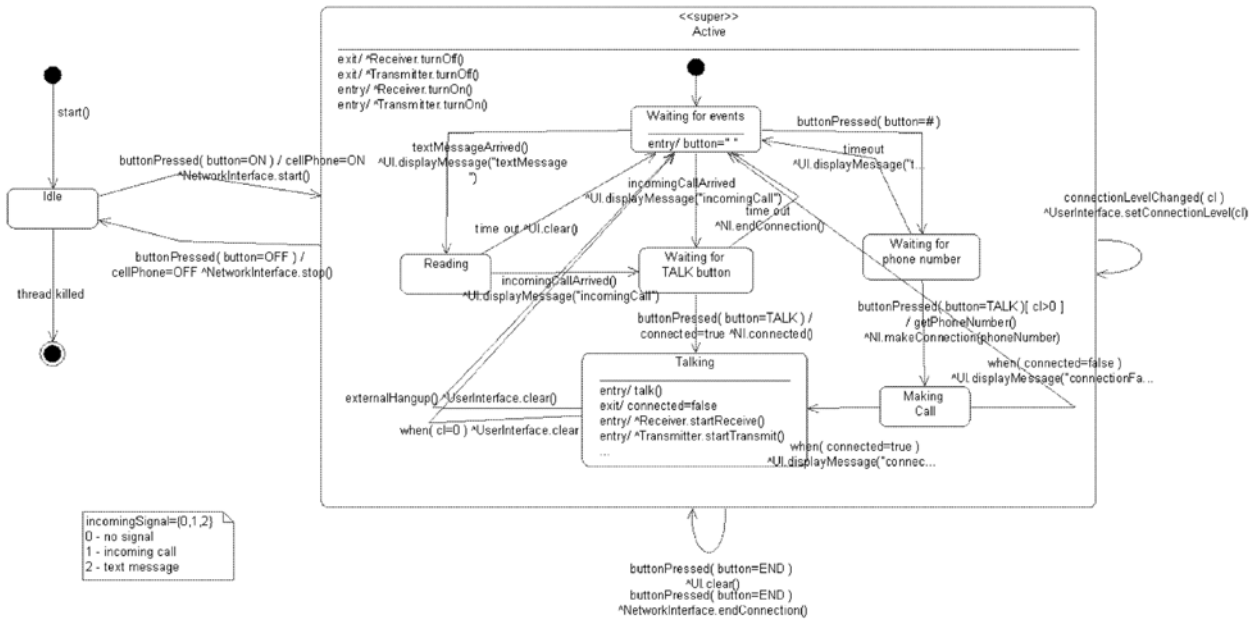 <<super>>
Active
exit/ ^Receiver.turnOff()
exit/ ^Transmitter.turnOff()
entry/ ^Receiver.turnOn()
entry/ ^Transmitter.turnOn()
start()
buttonPressed( button=ON ) / cellPhone=ON
^NetworkInterface.start()
Idle
buttonPressed( button=OFF ) /
cellPhone=OFF ^NetworkInterface.stop()
thread killed
Waiting for events
entry/ button=" "
buttonPressed( button=# )
textMessageArrived()
^UI.displayMessage("textMessage
")
timeout
^UI.displayMessage("t...
incomingCallArrived
^UI.displayMessage("incomingCall")
time out
^NI.endConnection()
time out ^UI.clear()
connectionLevelChanged( cl )
^UserInterface.setConnectionLevel(cl)
Reading
Waiting for
TALK button
Waiting for
phone number
incomingCallArrived()
^UI.displayMessage("incomingCall")
buttonPressed( button=TALK ) /
connected=true ^NI.connected()
buttonPressed( button=TALK )[ cl>0 ]
/ getPhoneNumber()
^NI.makeConnection(phoneNumber)
when( connected=false )
^UI.displayMessage("connectionFa...
Talking
entry/ talk()
exit/ connected=false
entry/ ^Receiver.startReceive()
entry/ ^Transmitter.startTransmit()
...
Making
Call
externalHangup() ^UserInterface.clear()
when( cl=0 ) ^UserInterface.clear
when( connected=true )
^UI.displayMessage("connec...
incomingSignal={0,1,2}
0 - no signal
1 - incoming call
2 - text message
buttonPressed( button=END )
^UI.clear()
buttonPressed( button=END )
^NetworkInterface.endConnection()